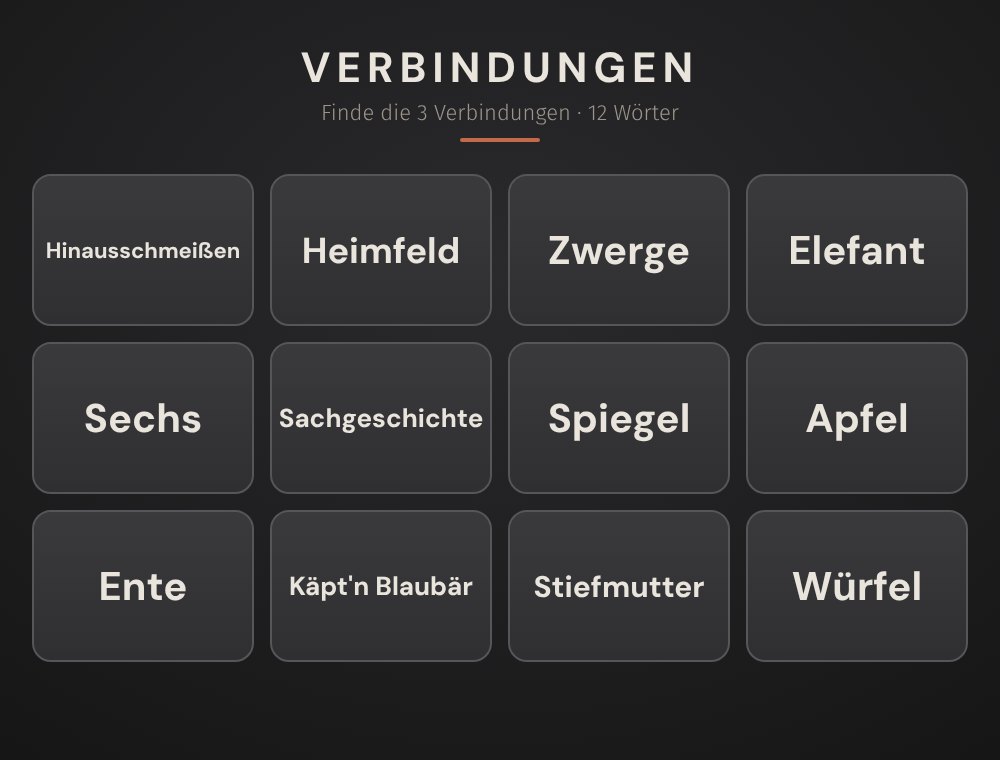 VERBINDUNGEN
Finde die 3 Verbindungen · 12 Wörter
Hinausschmeißen
Heimfeld
Zwerge
Elefant
Sechs
Sachgeschichte
Spiegel
Apfel
Ente
Käpt'n Blaubär
Stiefmutter
Würfel